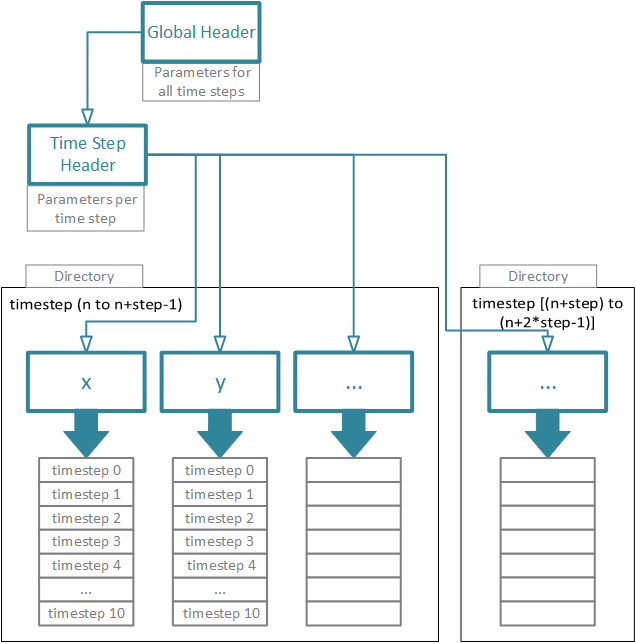 Global Header
Parameters for
all time steps
Time Step
Header
Parameters per
time step
Directory
timestep (n to n+step-1)
x
y
...
timestep 0
timestep 1
timestep 2
timestep 3
timestep 4
...
timestep 10
timestep 0
timestep 1
timestep 2
timestep 3
timestep 4
...
timestep 10
Directory
timestep [(n+step) to
(n+2*step-1)]
...